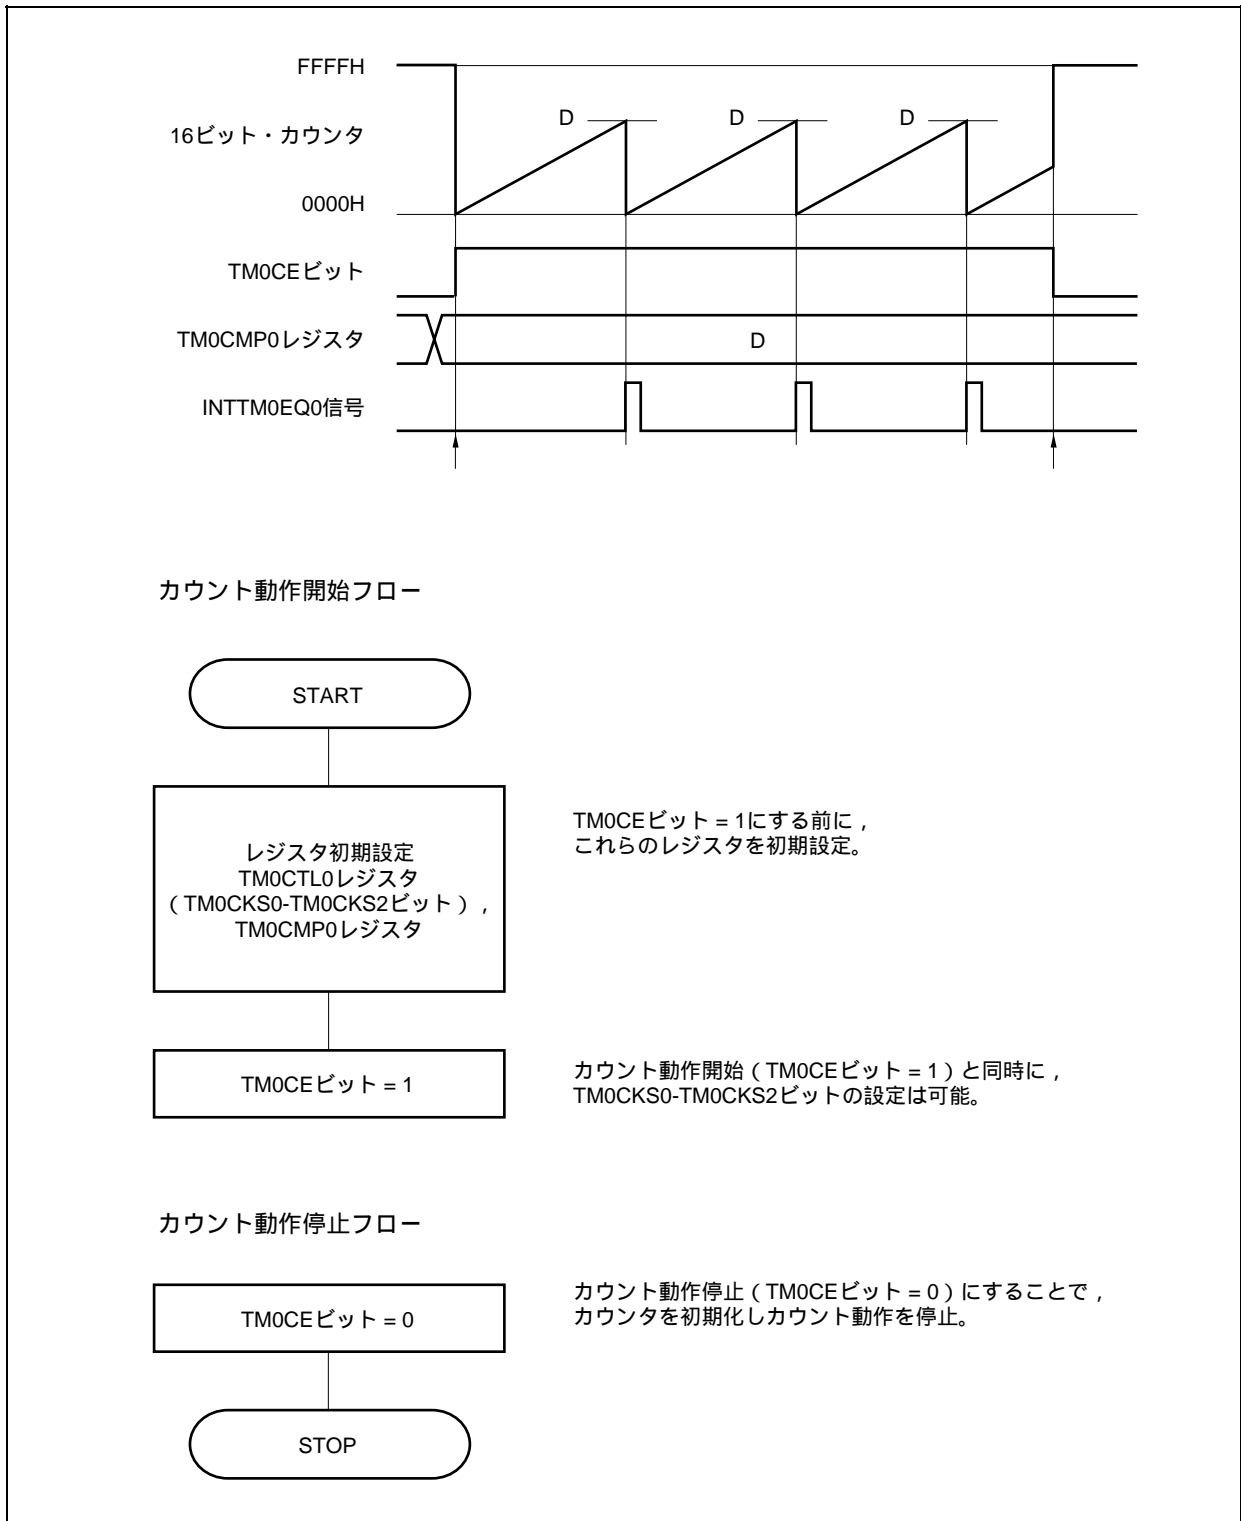 FFFFH
D D D
16ビット・カウンタ
0000H
TM0CEビット
TM0CMP0レジスタ D
INTTM0EQ0信号
カウント動作開始フロー
START
レジスタ初期設定
TM0CTL0レジスタ
（TM0CKS0-TM0CKS2ビット），
TM0CMP0レジスタ
TM0CEビット = 1にする前に，
これらのレジスタを初期設定。
TM0CEビット = 1
カウント動作開始（TM0CEビット = 1）と同時に，
TM0CKS0-TM0CKS2ビットの設定は可能。
カウント動作停止フロー
TM0CEビット = 0
カウント動作停止（TM0CEビット = 0）にすることで，
カウンタを初期化しカウント動作を停止。
STOP